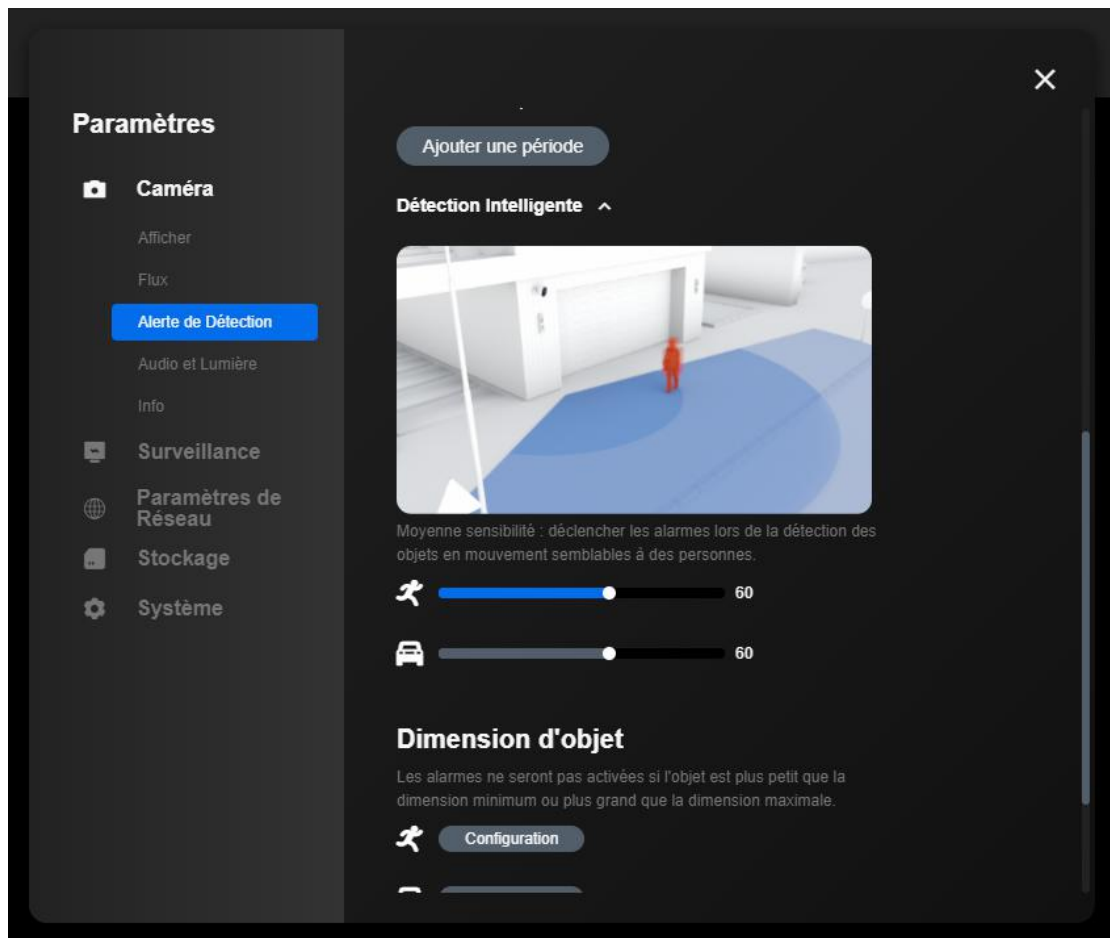 Paramètres
Caméra
Afficher
Flux
Alerte de Détection
Audio et Lumière
Info
Surveillance
Paramètres de
Réseau
Stockage
Système
Ajouter une période
Détection Intelligente
Moyenne sensibilité : déclencher les alarmes lors de la détection des
objets en mouvement semblables à des personnes.
60
60
Dimension d'objet
Les alarmes ne seront pas activées si l'objet est plus petit que la
dimension minimum ou plus grand que la dimension maximale.
Configuration